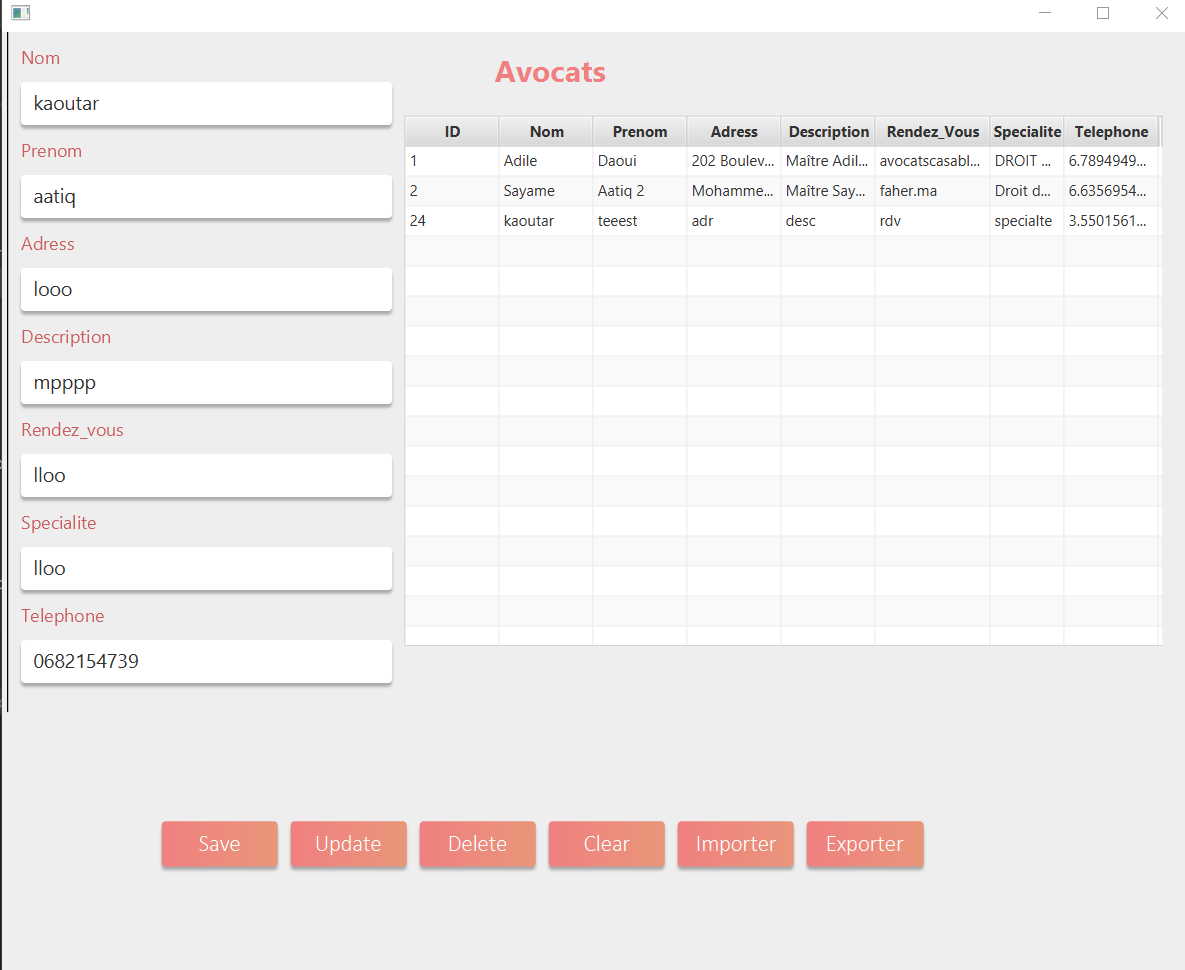 Nom
kaoutar
Prenom
aatiq
Adress
looo
Description
mpppp
Rendez_vous
lloo
Specialite
lloo
Telephone
0682154739
Avocats
ID Nom Prenom Adress Description Rendez_Vous Specialite Telephone
1 Adile Daoui 202 Boulev... Maître Adil... avocatscasabl... DROIT ... 6.7894949...
2 Sayame Aatiq 2 Mohamme... Maître Say... faher.ma Droit d... 6.6356954...
24 kaoutar teeest adr desc rdv specialte 3.5501561...
Save Update Delete Clear Importer Exporter